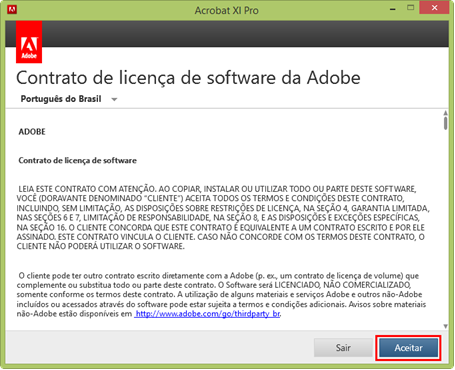 Acrobat XI Pro
Adobe
Contrato de licença de software da Adobe
Português do Brasil
ADOBE
Contrato de licença de software
LEIA ESTE CONTRATO COM ATENÇÃO. AO COPIAR, INSTALAR OU UTILIZAR TODO OU PARTE DESTE SOFTWARE,
VOCÊ (DORAVANTE DENOMINADO "CLIENTE") ACEITA TODOS OS TERMOS E CONDIÇÕES DESTE CONTRATO,
INCLUINDO, SEM LIMITAÇÃO, AS DISPOSIÇÕES SOBRE RESTRIÇÕES DE LICENÇA, NA SEÇÃO 4, GARANTIA LIMITADA,
NAS SEÇÕES 6 E 7, LIMITAÇÃO DE RESPONSABILIDADE, NA SEÇÃO 8, E AS DISPOSIÇÕES E EXCEÇÕES ESPECÍFICAS,
NA SEÇÃO 16. O CLIENTE CONCORDA QUE ESTE CONTRATO É EQUIVALENTE A UM CONTRATO ESCRITO E POR ELE
ASSINADO. ESTE CONTRATO VINCULA O CLIENTE. CASO NÃO CONCORDE COM OS TERMOS DESTE CONTRATO, O
CLIENTE NÃO PODERÁ UTILIZAR O SOFTWARE.
O cliente pode ter outro contrato escrito diretamente com a Adobe (p. ex., um contrato de licença de volume) que
complemente ou substitua todo ou parte deste contrato. O Software será LICENCIADO, NÃO COMERCIALIZADO,
somente conforme os termos deste contrato. A utilização de alguns materiais e serviços Adobe e outros não-Adobe
incluídos ou acessados através do software pode estar sujeita a termos e condições adicionais. Avisos sobre materiais
não-Adobe estão disponíveis em http://www.adobe.com/go/thirdparty_br.
Sair
Aceitar